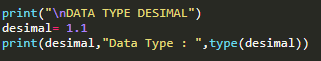 print("\nDATA TYPE DESIMAL")
desimal= 1.1
print(desimal,"Data Type : ",type(desimal))